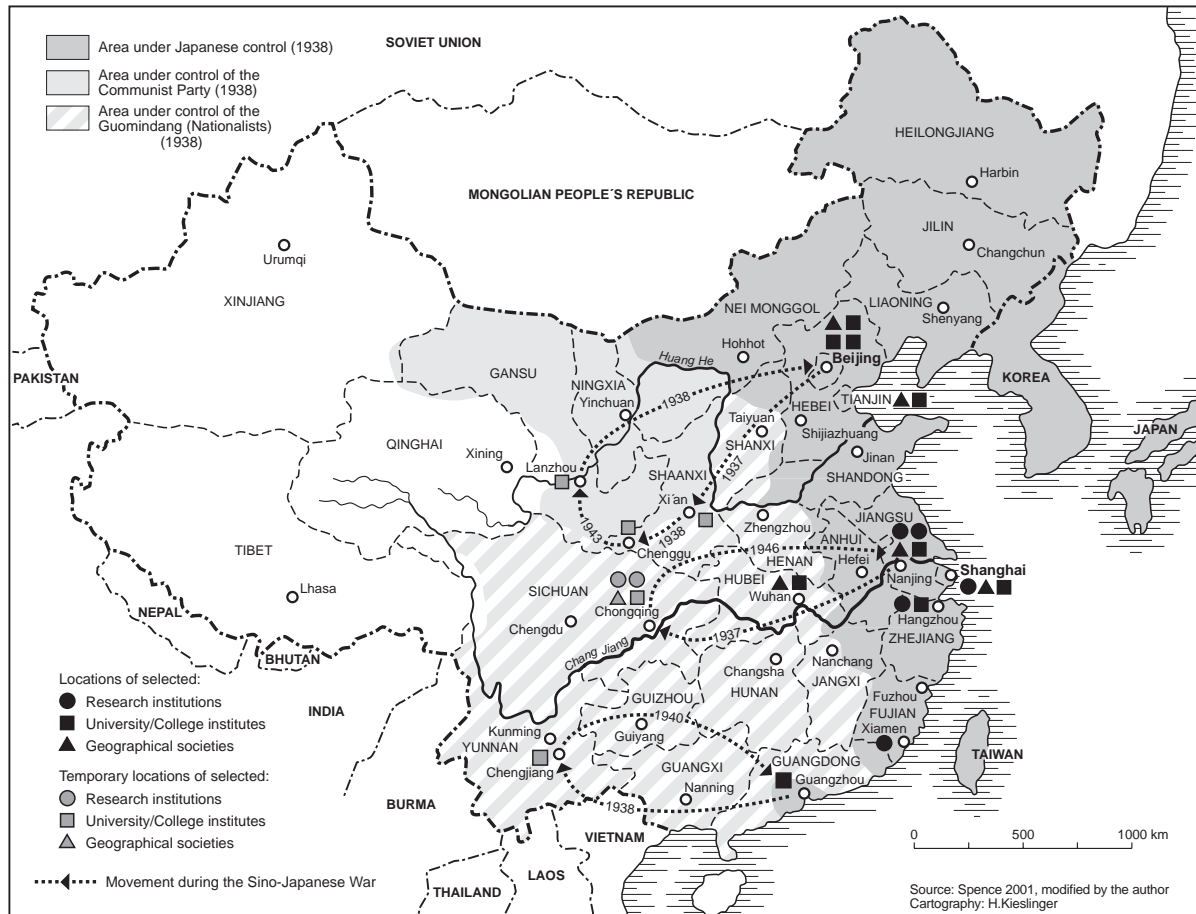 Area under Japanese control (1938)
Area under control of the
Communist Party (1938)
Area under control of the
Guomindang (Nationalists)
(1938)
SOVIET UNION
HEILONGJIANG
Harbin
MONGOLIAN PEOPLE´S REPUBLIC
JILIN
Changchun
Urumqi
XINJIANG
NEI MONGGOL
LIAONING
Shenyang
Hohhot
Beijing
Huang He
PAKISTAN
GANSU
NINGXIA
Yinchuan
1938
KOREA
TIANJIN
HEBEI
Taiyuan
SHANXI
Shijiazhuang
JAPAN
QINGHAI
Xining
Lanzhou
SHAANXI
1937
Jinan
SHANDONG
Xi´an
Zhengzhou
JIANGSU
1943
1938
Chenggu
ANHUI
TIBET
1946
HENAN
Hefei
Nanjing
Shanghai
Lhasa
SICHUAN
HUBEI
Wuhan
Chongqing
Hangzhou
NEPAL
Chengdu
1937
ZHEJIANG
BHUTAN
Chang Jiang
Nanchang
Changsha
JANGXI
HUNAN
Fuzhou
INDIA
GUIZHOU
FUJIAN
1940
Xiamen
Kunming
Guiyang
YUNNAN
TAIWAN
Chengjiang
GUANGXI
GUANGDONG
Guangzhou
Nanning
BURMA
1938
VIETNAM
LAOS
THAILAND
Locations of selected:
Research institutions
University/College institutes
Geographical societies
Temporary locations of selected:
Research institutions
University/College institutes
Geographical societies
Movement during the Sino-Japanese War
0 500 1000 km
Source: Spence 2001, modified by the author
Cartography: H.Kieslinger